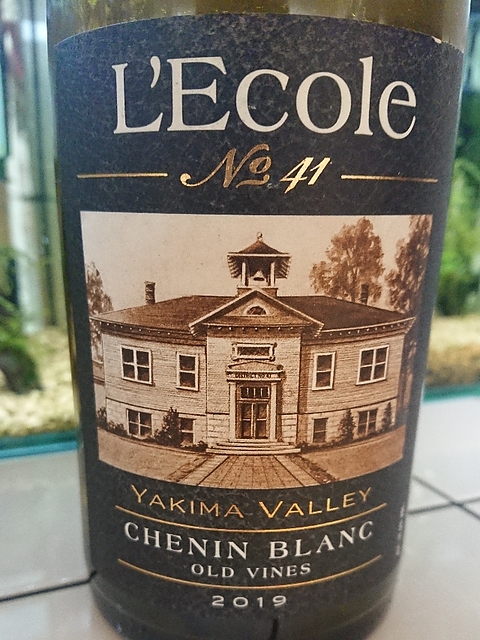 L'Ecole
No 41
YAKIMA VALLEY
CHENIN BLANC
OLD VINES
2019